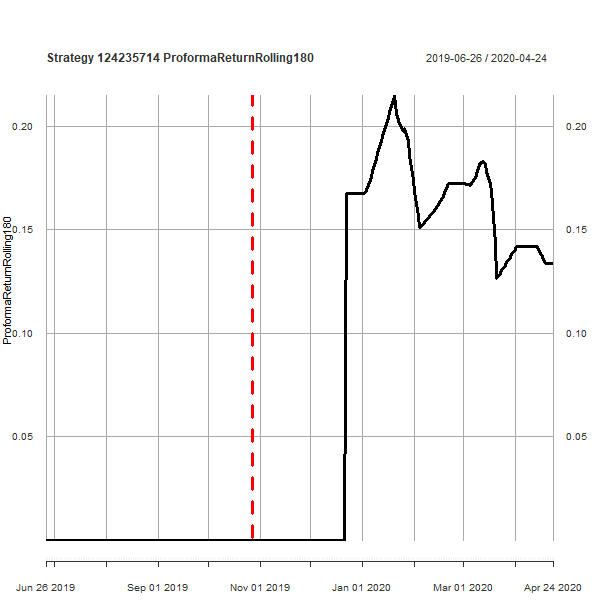 Strategy 124235714 ProformaReturnRolling180
2019-06-26 / 2020-04-24
ProformaReturnRolling180
0.20
0.15
0.10
0.05
0.20
0.15
0.10
0.05
Jun 26 2019
Sep 01 2019
Nov 01 2019
Jan 01 2020
Mar 01 2020
Apr 24 2020